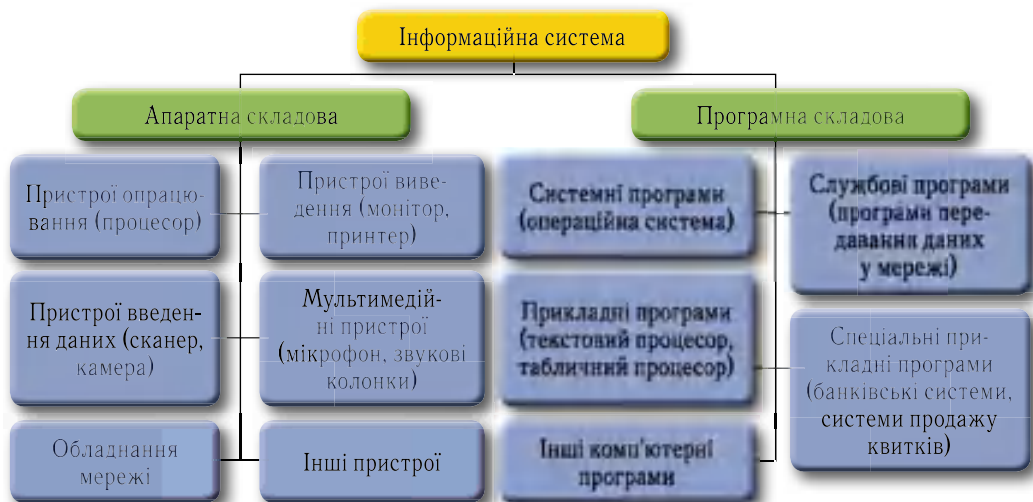 Інформаційна система
Апаратна складова
Програмна складова
Пристрої опрацю-
вання (процесор)
Пристрої виве-
дення (монітор,
принтер)
Системні програми
(операційна система)
Службові програми
(програми пере-
давання даних
у мережі)
Пристрої введен-
ня даних (сканер,
камера)
Мультимедій-
ні пристрої
(мікрофон, звукові
колонки)
Прикладні програми
(текстовий процесор,
табличний процесор)
Спеціальні при-
кладні програми
(банківські системи,
системи продажу
квитків)
Обладнання
мережі
Інші пристрої
Інші комп'ютерні
програми